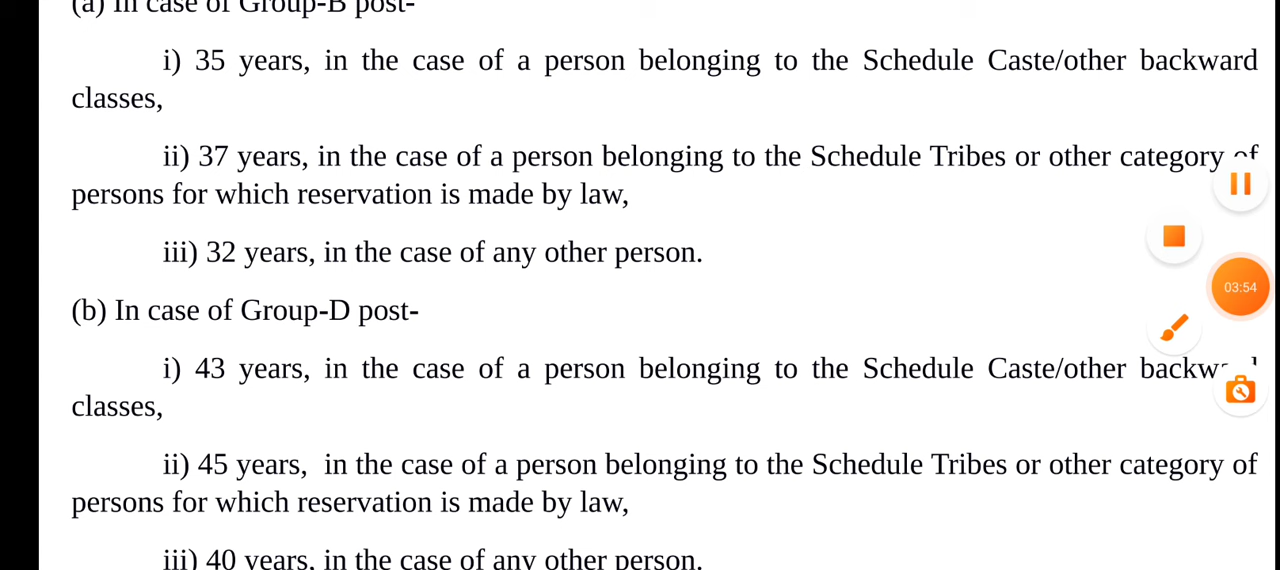 (a) In case of Group-B post-
i) 35 years, in the case of a person belonging to the Schedule Caste/other backward
classes,
ii) 37 years, in the case of a person belonging to the Schedule Tribes or other category of
persons for which reservation is made by law,
iii) 32 years, in the case of any other person.
03:54
(b) In case of Group-D post-
i) 43 years, in the case of a person belonging to the Schedule Caste/other
classes,
ii) 45 years, in the case of a person belonging to the Schedule Tribes or other category of
persons for which reservation is made by law,
iii) 40 years, in the case of any other person.